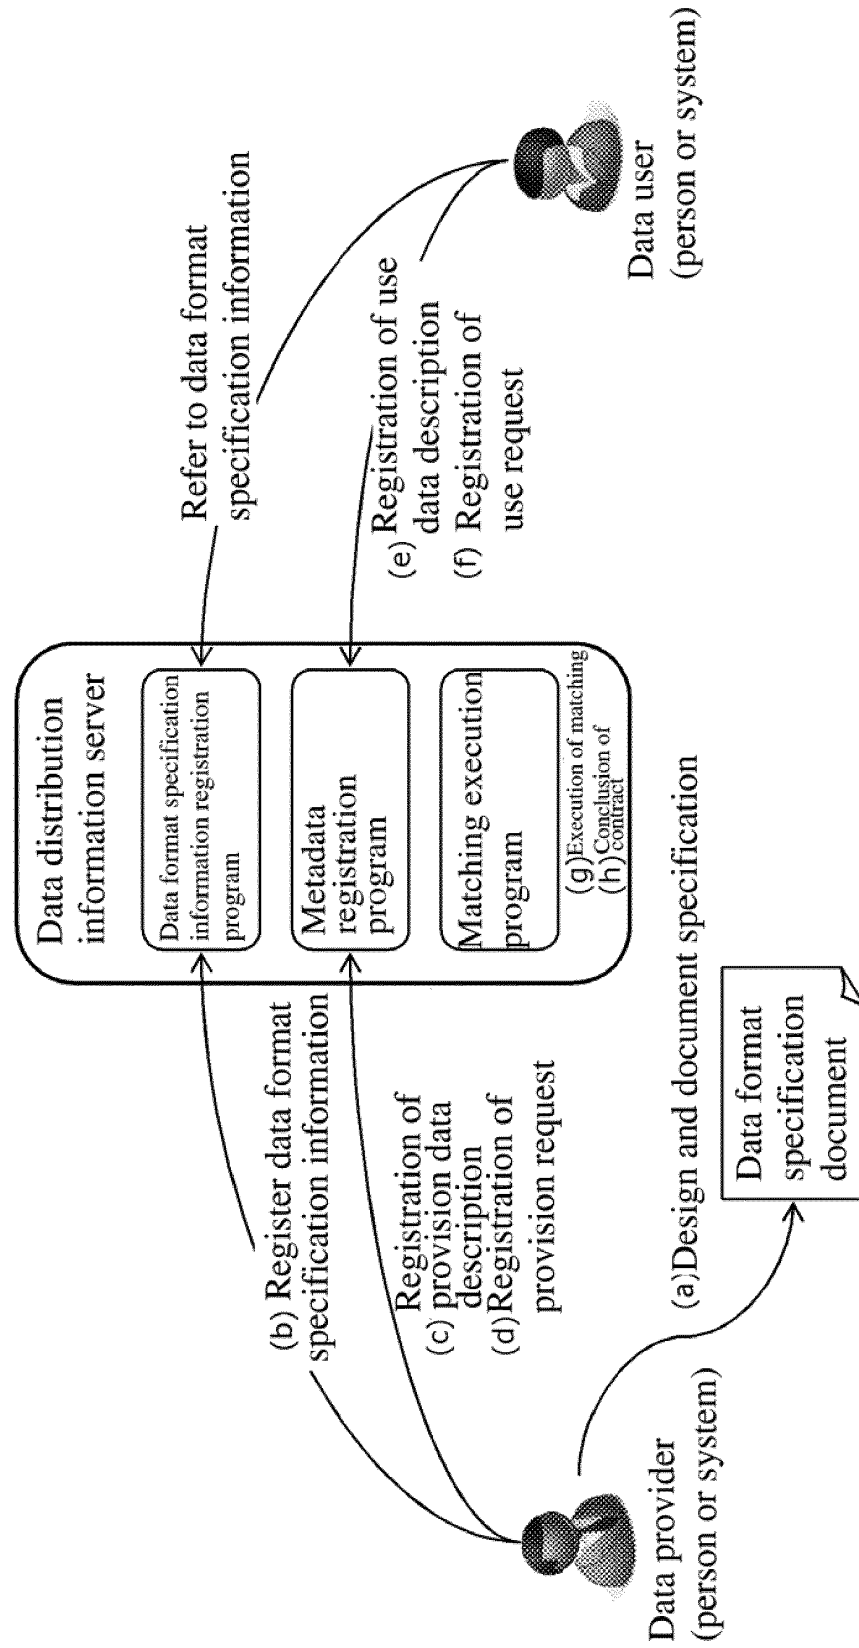 Data distribution
information server
Data format specification
information registration
program
Metadata
registration
program
Matching execution
program
(g)Execution of matching
(h)Conclusion of
contract
(b) Register data format
specification information
Registration of
(c) provision data
description
(d)Registration of
provision request
Refer to data format
specification information
Registration of use
(e) data description
(f) Registration of
use request
(a)Design and document specification
Data format
specification
document
Data provider
(person or system)
Data user
(person or system)